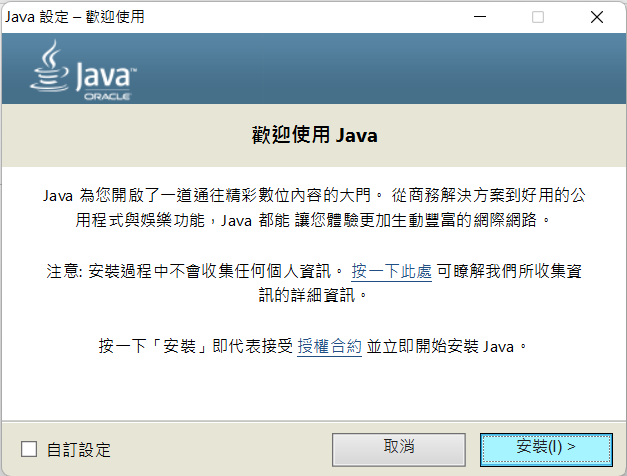 Java 設定 – 歡迎使用
Java™
ORACLE
歡迎使用 Java
Java 為您開啟了一道通往精彩數位內容的大門。 從商務解決方案到好用的公
用程式與娛樂功能，Java 都能 讓您體驗更加生動豐富的網際網路。
注意: 安裝過程中不會收集任何個人資訊。 按一下此處 可瞭解我們所收集資
訊的詳細資訊。
按一下「安裝」即代表接受 授權合約 並立即開始安裝 Java。
自訂設定
取消
安裝(I) >